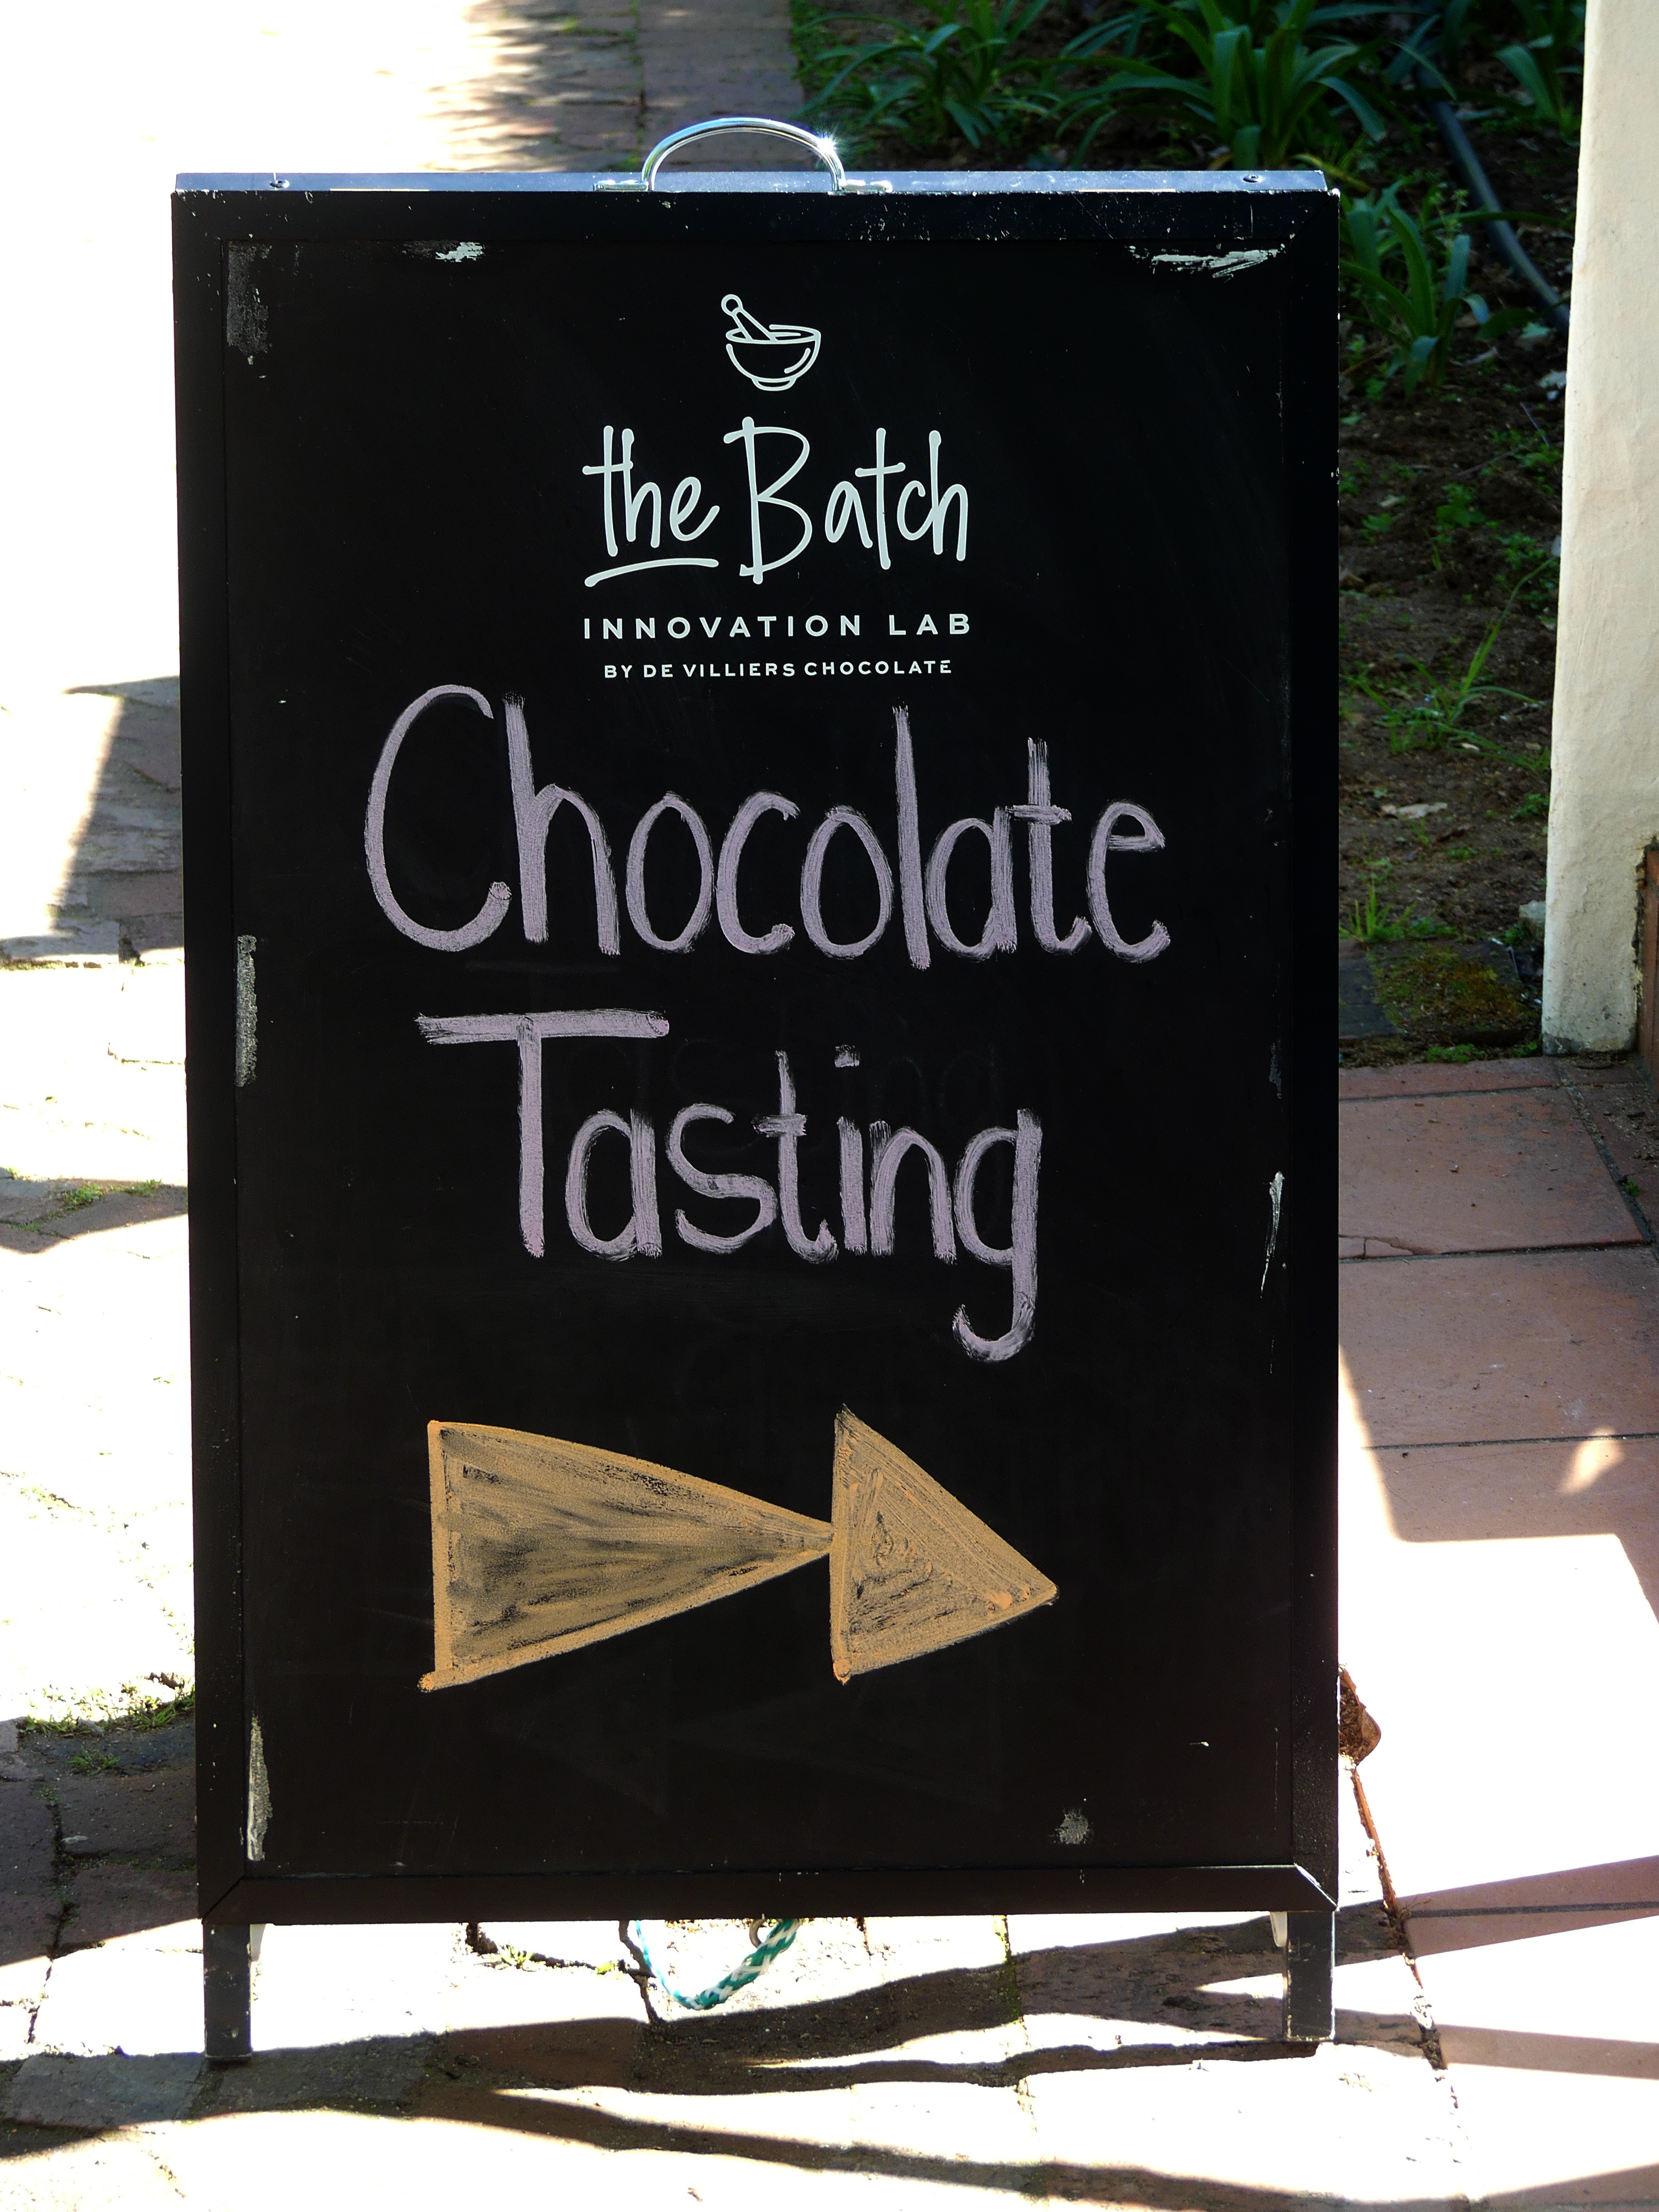 the Batch
INNOVATION LAB
BY DE VILLIERS CHOCOLATE
Chocolate
Tasting